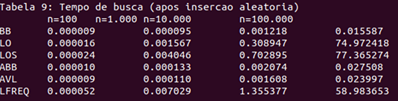 Tabela 9: Tempo de busca (apos insercao aleatoria)
n=100 n=1.000 n=10.000 n=100.000
BB 0.000009 0.000095 0.001218 0.015587
LO 0.000016 0.001567 0.308947 74.972418
LOS 0.000024 0.004046 0.702895 77.365274
ABB 0.000010 0.000133 0.002074 0.027508
AVL 0.000009 0.000110 0.001608 0.023997
LFREQ 0.000052 0.007029 1.355377 58.983653